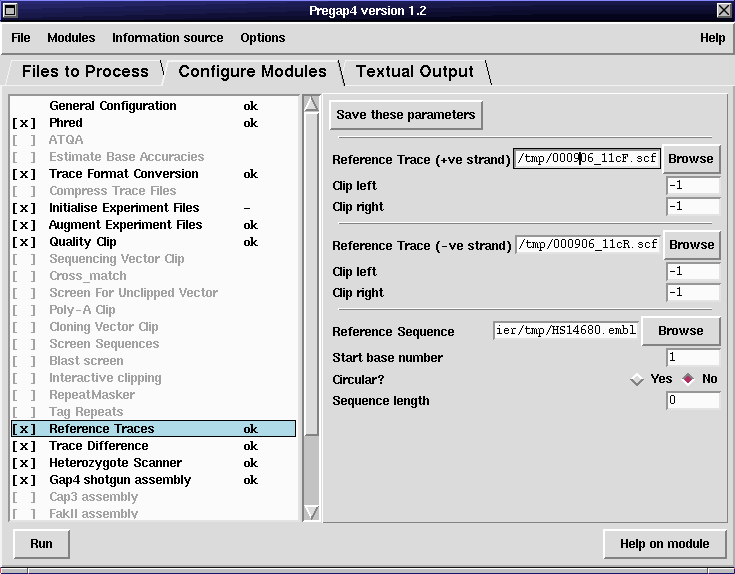 Pregap4 version 1.2
File Modules Information source Options Help
Files to Process Configure Modules Textual Output
General Configuration ok
[x] Phred ok
[ ] ATQA
[ ] Estimate Base Accuracies
[x] Trace Format Conversion ok
[ ] Compress Trace Files
[x] Initialise Experiment Files -
[x] Augment Experiment Files ok
[x] Quality Clip ok
[ ] Sequencing Vector Clip
[ ] Cross_match
[ ] Screen For Unclipped Vector
[ ] Poly-A Clip
[ ] Cloning Vector Clip
[ ] Screen Sequences
[ ] Blast screen
[ ] Interactive clipping
[ ] RepeatMasker
[ ] Tag Repeats
[x] Reference Traces ok
[x] Trace Difference ok
[x] Heterozygote Scanner ok
[x] Gap4 shotgun assembly ok
[ ] Cap3 assembly
[ ] FakII assembly
Save these parameters
Reference Trace (+ve strand) /tmp/000906_11cF.scf Browse
Clip left -1
Clip right -1
Reference Trace (-ve strand) /tmp/000906_11cR.scf Browse
Clip left -1
Clip right -1
Reference Sequence ier/tmp/HS14680.embl Browse
Start base number 1
Circular? Yes No
Sequence length 0
Run Help on module